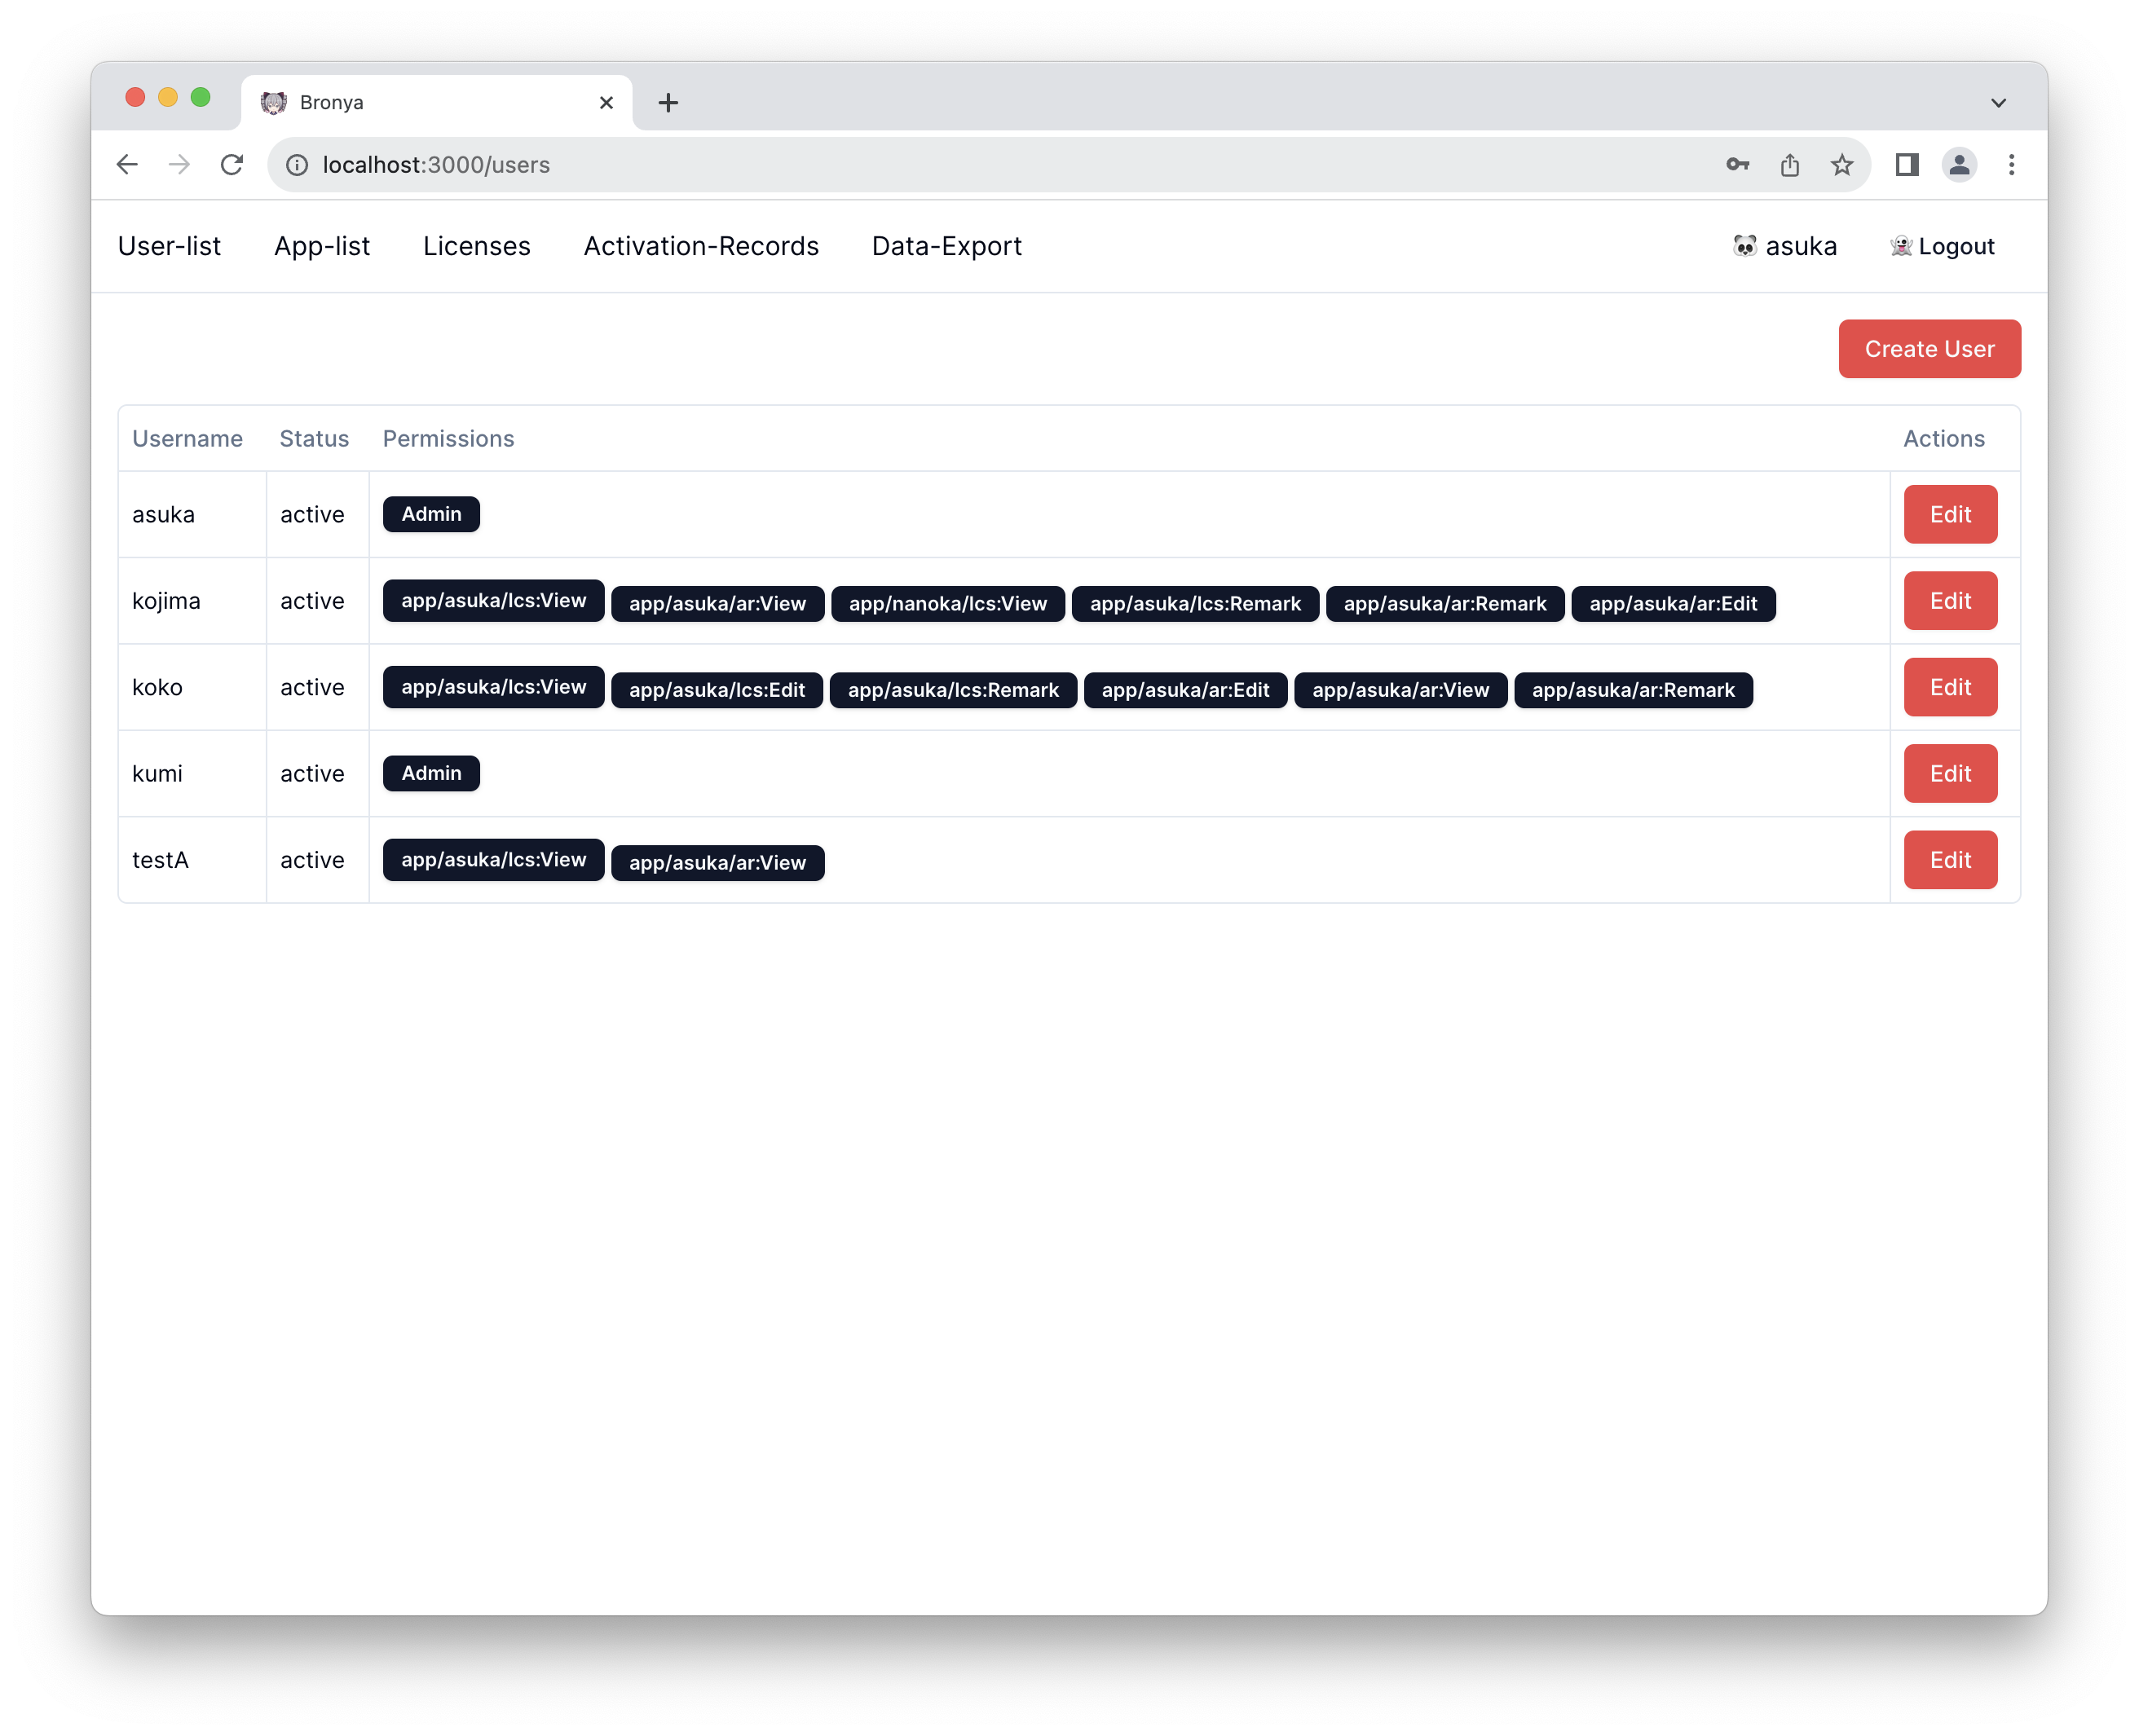 Bronya
localhost:3000/users
User-list App-list Licenses Activation-Records Data-Export 🐼 asuka 👻 Logout
Create User
Username Status Permissions Actions
asuka active Admin Edit
kojima active app/asuka/lcs:View app/asuka/ar:View app/nanoka/lcs:View app/asuka/lcs:Remark app/asuka/ar:Remark app/asuka/ar:Edit Edit
koko active app/asuka/lcs:View app/asuka/lcs:Edit app/asuka/lcs:Remark app/asuka/ar:Edit app/asuka/ar:View app/asuka/ar:Remark Edit
kumi active Admin Edit
testA active app/asuka/lcs:View app/asuka/ar:View Edit